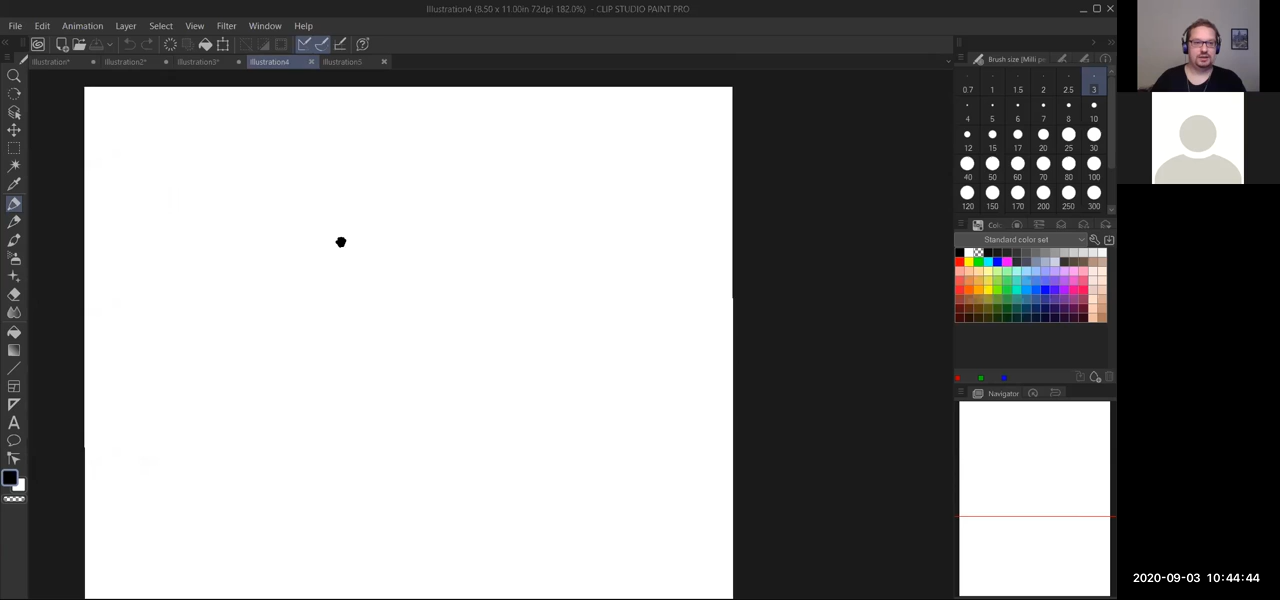 Illustration4 (8.50 x 11.00in 72dpi 182.0%) - CLIP STUDIO PAINT PRO
File Edit Animation Layer Select View Filter Window Help
Illustration* Illustration2* Illustration3* Illustration4 Illustration5
Brush size [Milli p
0.7 1 1.5 2 2.5 3
4 5 6 7 8 10
12 15 17 20 25 30
40 50 60 70 80 100
120 150 170 200 250 300
Colo
Standard color set
Navigator
A
2020-09-03 10:44:44